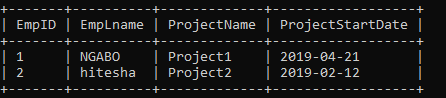 +-------+----------+-------------+------------------+
| EmpID | EmpLname | ProjectName | ProjectStartDate |
+-------+----------+-------------+------------------+
| 1     | NGABO    | Project1    | 2019-04-21       |
| 2     | hitesha  | Project2    | 2019-02-12       |
+-------+----------+-------------+------------------+